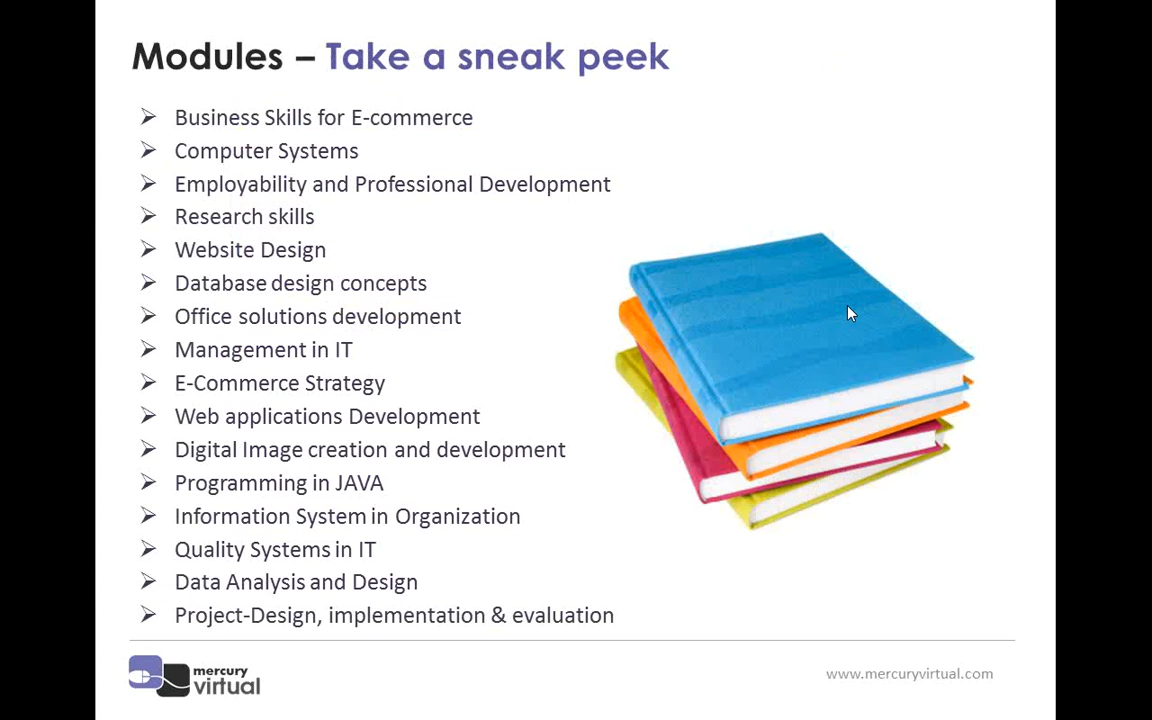 Modules – Take a sneak peek
Business Skills for E-commerce
Computer Systems
Employability and Professional Development
Research skills
Website Design
Database design concepts
Office solutions development
Management in IT
E-Commerce Strategy
Web applications Development
Digital Image creation and development
Programming in JAVA
Information System in Organization
Quality Systems in IT
Data Analysis and Design
Project-Design, implementation & evaluation
mercury
virtual
www.mercuryvirtual.com